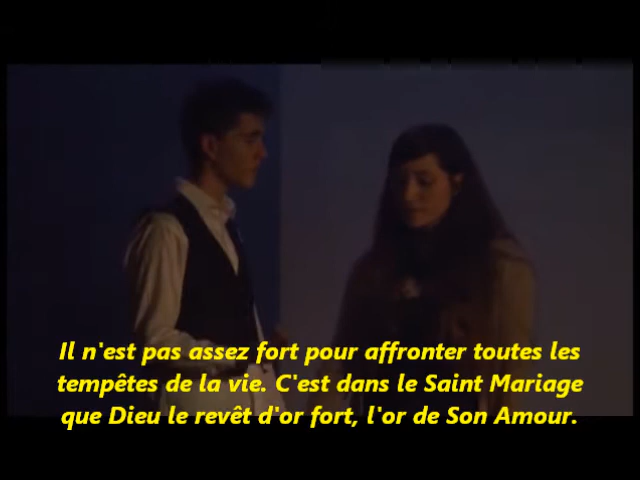 Il n'est pas assez fort pour affronter toutes les
tempêtes de la vie. C'est dans le Saint Mariage
que Dieu le revêt d'or fort, l'or de Son Amour.